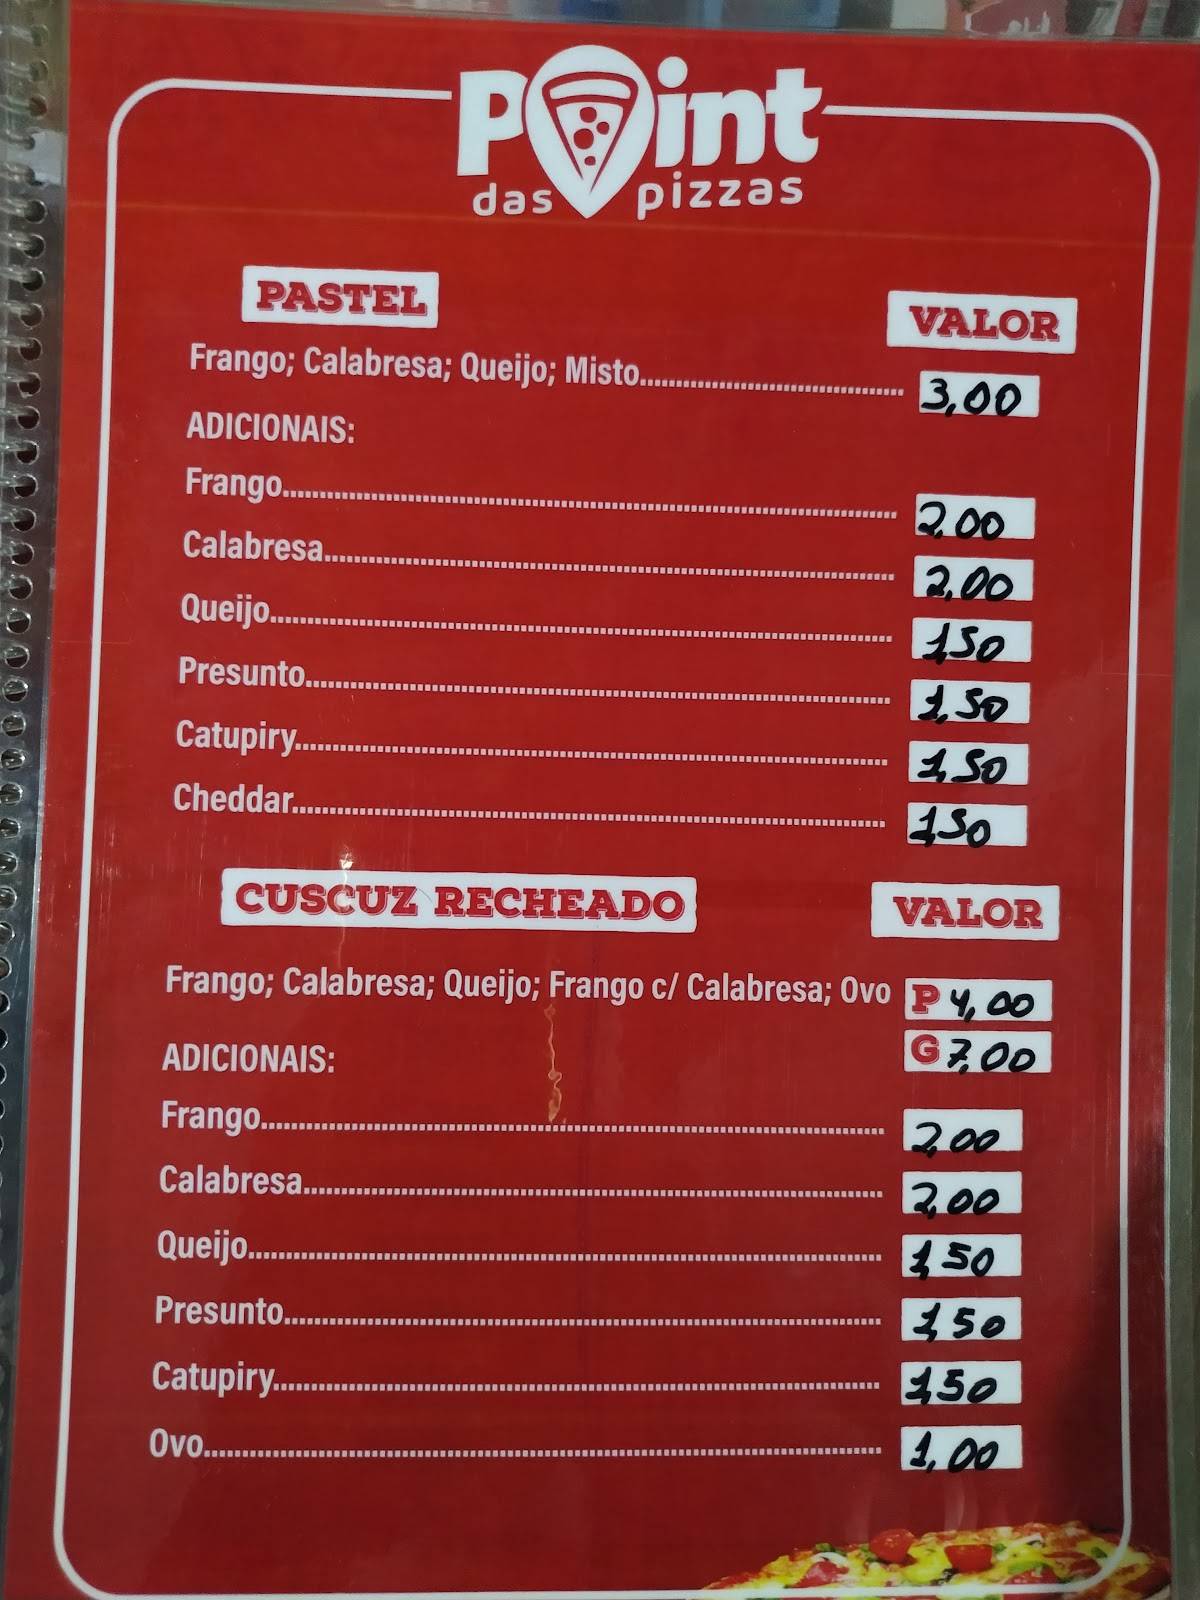 Point
das pizzas
PASTEL VALOR
Frango; Calabresa; Queijo; Misto 3,00
ADICIONAIS:
Frango 2,00
Calabresa 2,00
Queijo 1,50
Presunto 1,50
Catupiry 1,50
Cheddar 1,50
CUSCUZ RECHEADO VALOR
Frango; Calabresa; Queijo; Frango c/ Calabresa; Ovo P 4,00
G 7,00
ADICIONAIS:
Frango 2,00
Calabresa 2,00
Queijo 1,50
Presunto 1,50
Catupiry 1,50
Ovo 1,00